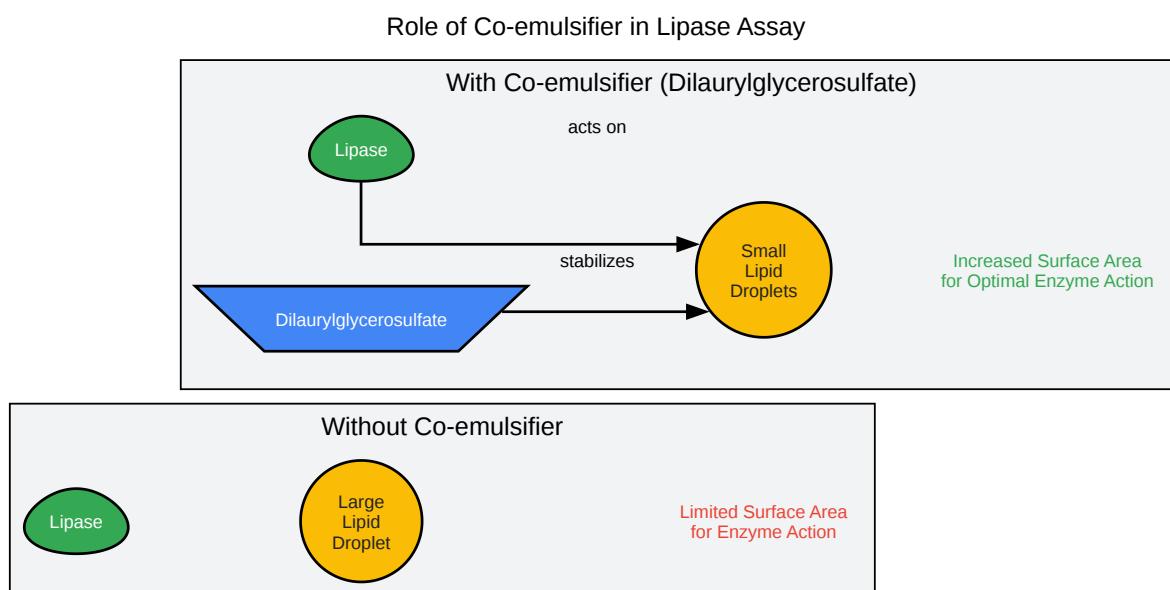 Role of Co-emulsifier in Lipase Assay
With Co-emulsifier (Dilaurylglycerosulfate)
acts on
Lipase
stabilizes
Small
Lipid
Droplets
Increased Surface Area
for Optimal Enzyme Action
Dilaurylglycerosulfate
Without Co-emulsifier
Lipase
Large
Lipid
Droplet
Limited Surface Area
for Enzyme Action